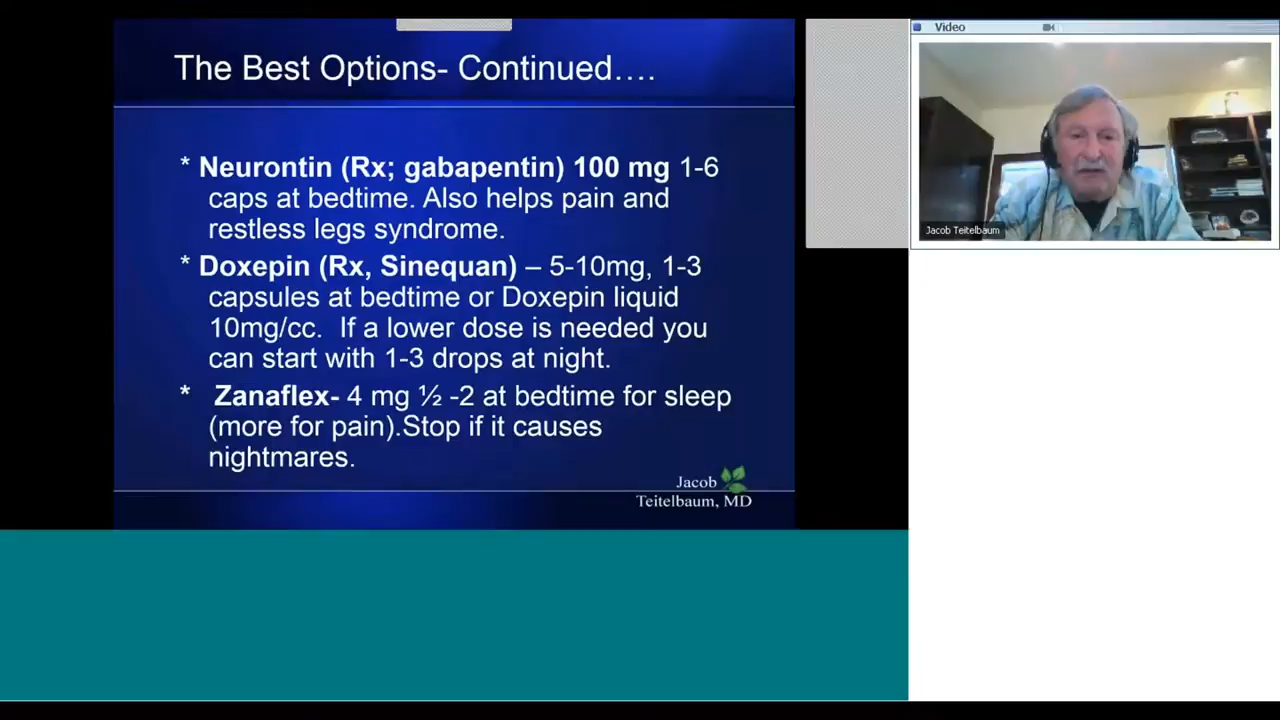 The Best Options- Continued….
* Neurontin (Rx; gabapentin) 100 mg 1-6
caps at bedtime. Also helps pain and
restless legs syndrome.
* Doxepin (Rx, Sinequan) – 5-10mg, 1-3
capsules at bedtime or Doxepin liquid
10mg/cc. If a lower dose is needed you
can start with 1-3 drops at night.
* Zanaflex- 4 mg ½ -2 at bedtime for sleep
(more for pain).Stop if it causes
nightmares.
Jacob
Teitelbaum, MD
Video
Jacob Teitelbaum